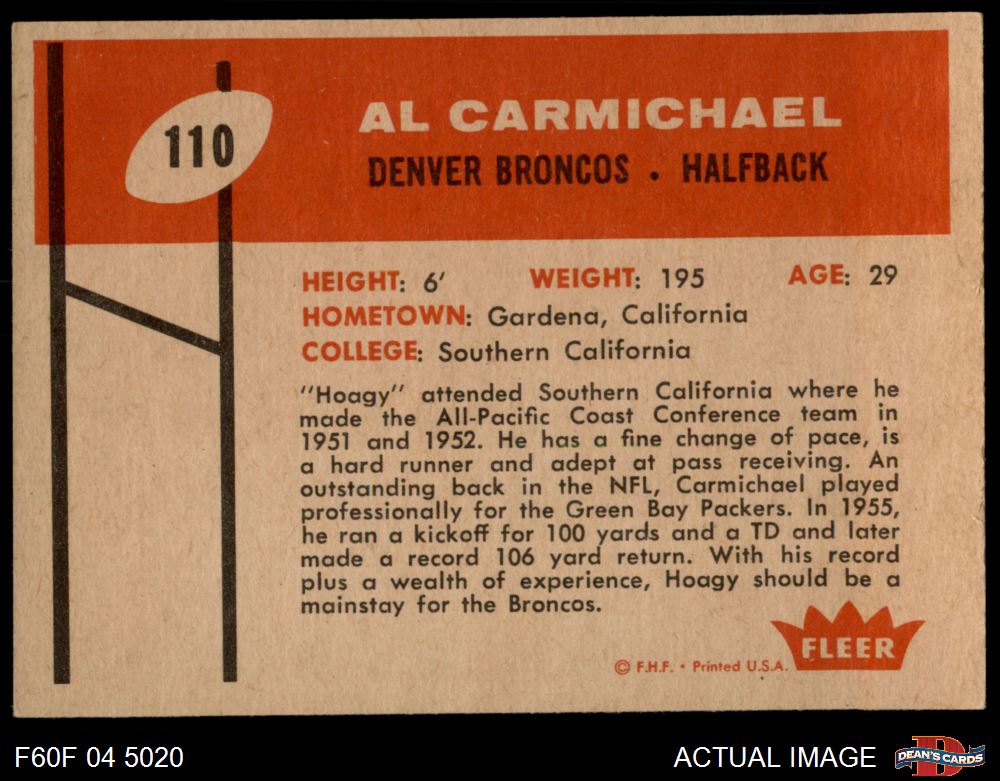 110
AL CARMICHAEL
DENVER BRONCOS • HALFBACK
HEIGHT: 6' WEIGHT: 195 AGE: 29
HOMETOWN: Gardena, California
COLLEGE: Southern California
"Hoagy" attended Southern California where he
made the All-Pacific Coast Conference team in
1951 and 1952. He has a fine change of pace, is
a hard runner and adept at pass receiving. An
outstanding back in the NFL, Carmichael played
professionally for the Green Bay Packers. In 1955,
he ran a kickoff for 100 yards and a TD and later
made a record 106 yard return. With his record
plus a wealth of experience, Hoagy should be a
mainstay for the Broncos.
FLEER
© F.H.F. • Printed U.S.A.
F60F 04 5020
ACTUAL IMAGE
D
DEAN'S CARDS